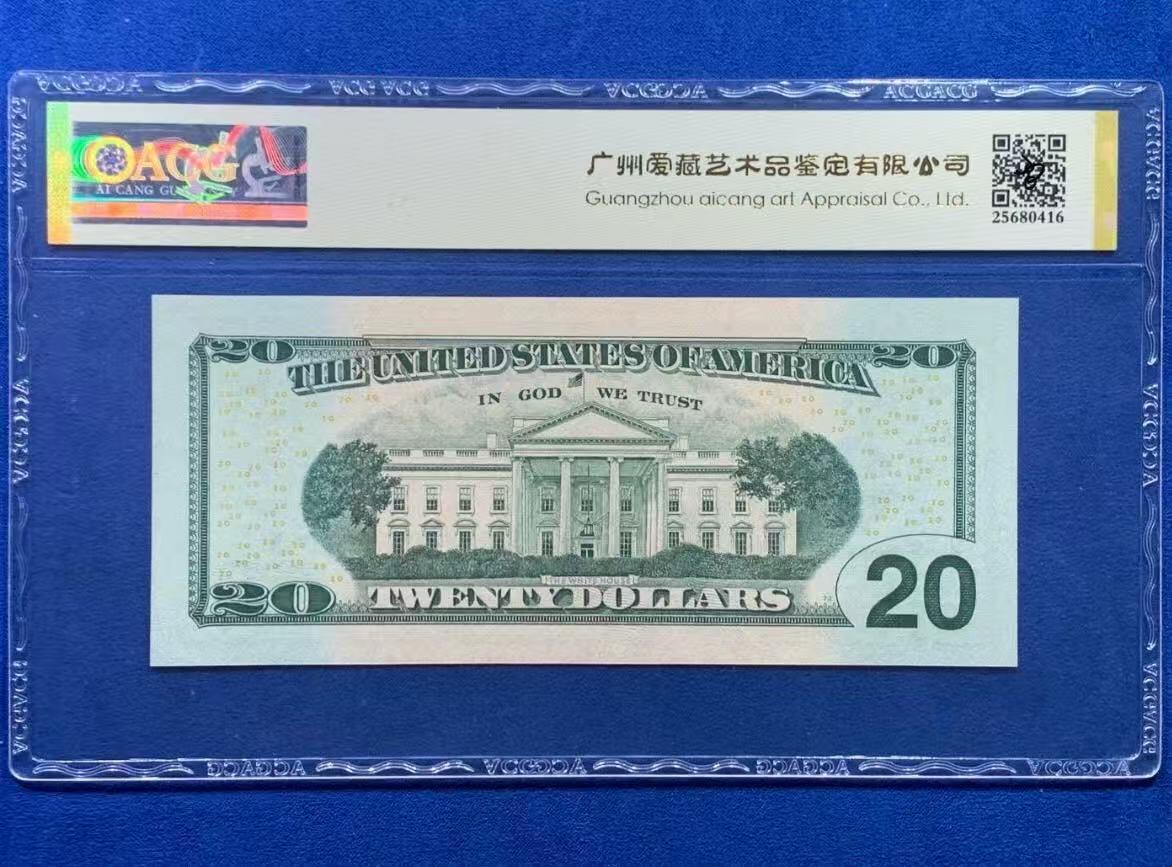 ACG
AI CANG GU
广州爱藏艺术品鉴定有限公司
Guangzhou aicang art Appraisal Co., Ltd.
25680416
20 THE UNITED STATES OF AMERICA 20
IN GOD WE TRUST
THE WHITE HOUSE
20 TWENTY DOLLARS 20